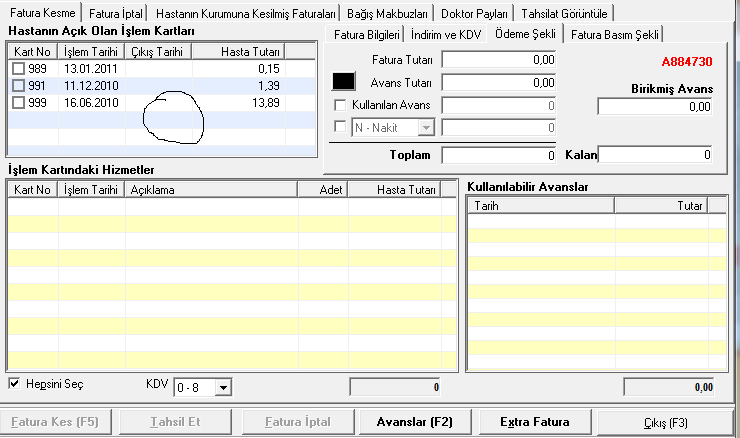 Fatura Kesme Fatura İptal Hastanın Kurumuna Kesilmiş Faturaları Bağış Makbuzları Doktor Payları Tahsilat Görüntüle
Hastanın Açık Olan İşlem Kartları
Kart No İşlem Tarihi Çıkış Tarihi Hasta Tutarı
989 13.01.2011 0,15
991 11.12.2010 1,39
999 16.06.2010 13,89
Fatura Bilgileri İndirim ve KDV Ödeme Şekli Fatura Basım Şekli
Fatura Tutarı 0,00 A884730
Avans Tutarı 0,00 Birikmiş Avans
Kullanılan Avans 0 0,00
N - Nakit 0
Toplam 0 Kalan 0
İşlem Kartındaki Hizmetler
Kart No İşlem Tarihi Açıklama Adet Hasta Tutarı
Kullanılabilir Avanslar
Tarih Tutar
Hepsini Seç KDV 0 - 8 0 0,00
Fatura Kes (F5) Tahsil Et Fatura İptal Avanslar (F2) Extra Fatura Çıkış (F3)